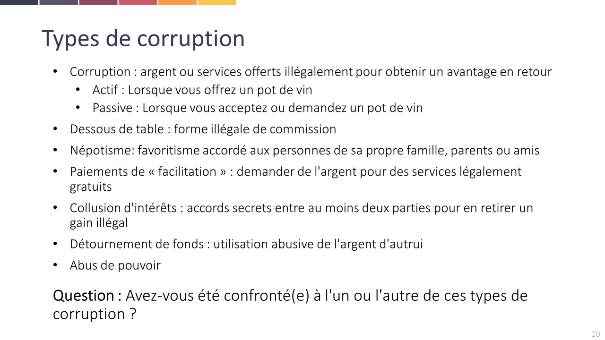 Types de corruption
• Corruption : argent ou services offerts illégalement pour obtenir un avantage en retour
• Actif : Lorsque vous offrez un pot de vin
• Passive : Lorsque vous acceptez ou demandez un pot de vin
• Dessous de table : forme illégale de commission
• Népotisme: favoritisme accordé aux personnes de sa propre famille, parents ou amis
• Paiements de « facilitation » : demander de l'argent pour des services légalement
gratuits
• Collusion d'intérêts : accords secrets entre au moins deux parties pour en retirer un
gain illégal
• Détournement de fonds : utilisation abusive de l'argent d'autrui
• Abus de pouvoir
Question : Avez-vous été confronté(e) à l'un ou l'autre de ces types de
corruption ?
20